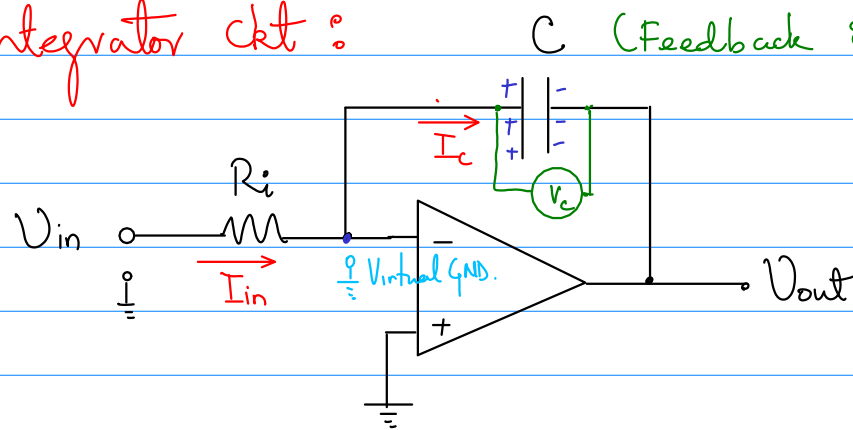 ntegrator ckt :
C (Feedback
+ -
+ -
+ -
Ic
Vc
Ri
Vin
Iin
-
Virtual GND.
+
Vout